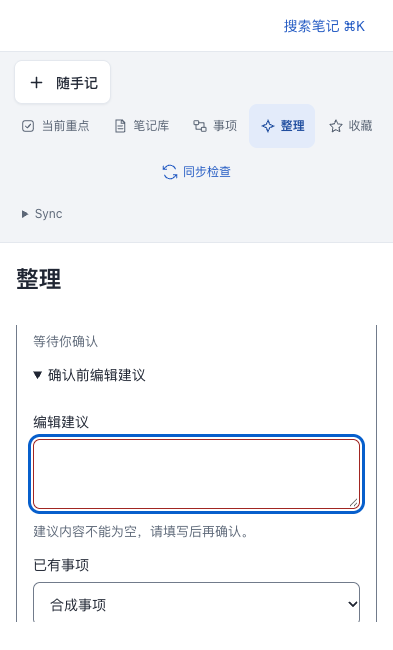 搜索笔记 ⌘K
随手记
当前重点
笔记库
事项
整理
收藏
同步检查
Sync
整理
等待你确认
确认前编辑建议
编辑建议
建议内容不能为空，请填写后再确认。
已有事项
合成事项